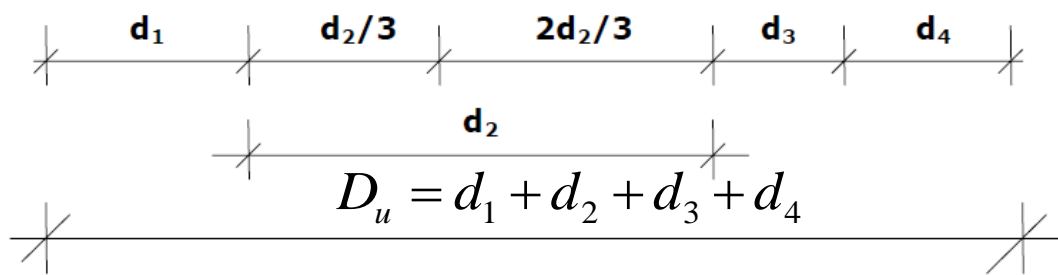 d₁ d₂/3 2d₂/3 d₃ d₄
d₂
Dᵤ = d₁ + d₂ + d₃ + d₄